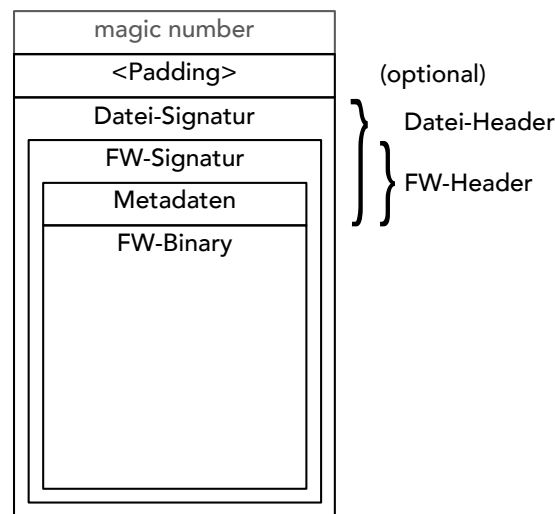 magic number
<Padding>
(optional)
Datei-Signatur
Datei-Header
FW-Signatur
FW-Header
Metadaten
FW-Binary